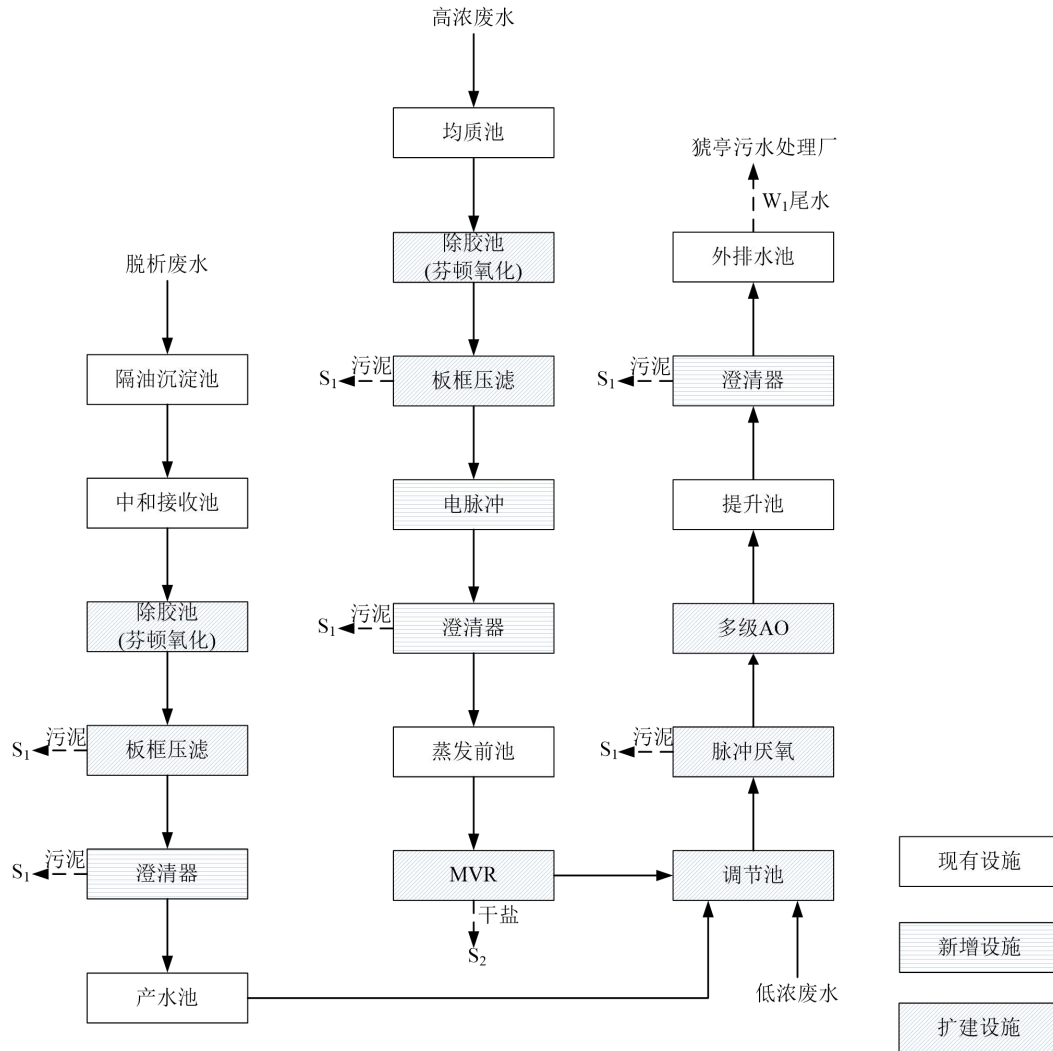 脱析废水
隔油沉淀池
中和接收池
除胶池
(芬顿氧化)
板框压滤
污泥
S₁
澄清器
污泥
S₁
产水池
高浓废水
均质池
除胶池
(芬顿氧化)
板框压滤
污泥
S₁
电脉冲
澄清器
污泥
S₁
蒸发前池
MVR
干盐
S₂
猇亭污水处理厂
W₁尾水
外排水池
澄清器
污泥
S₁
提升池
多级AO
脉冲厌氧
污泥
S₁
调节池
低浓废水
现有设施
新增设施
扩建设施